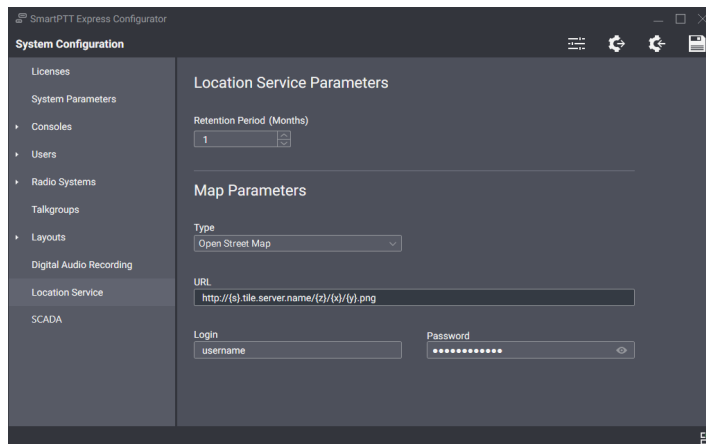 SmartPTT Express Configurator
System Configuration
Licenses
System Parameters
Consoles
Users
Radio Systems
Talkgroups
Layouts
Digital Audio Recording
Location Service
SCADA
Location Service Parameters
Retention Period (Months)
1
Map Parameters
Type
Open Street Map
URL
http://{s}.tile.server.name/{z}/{x}/{y}.png
Login
Password
username
••••••••••••